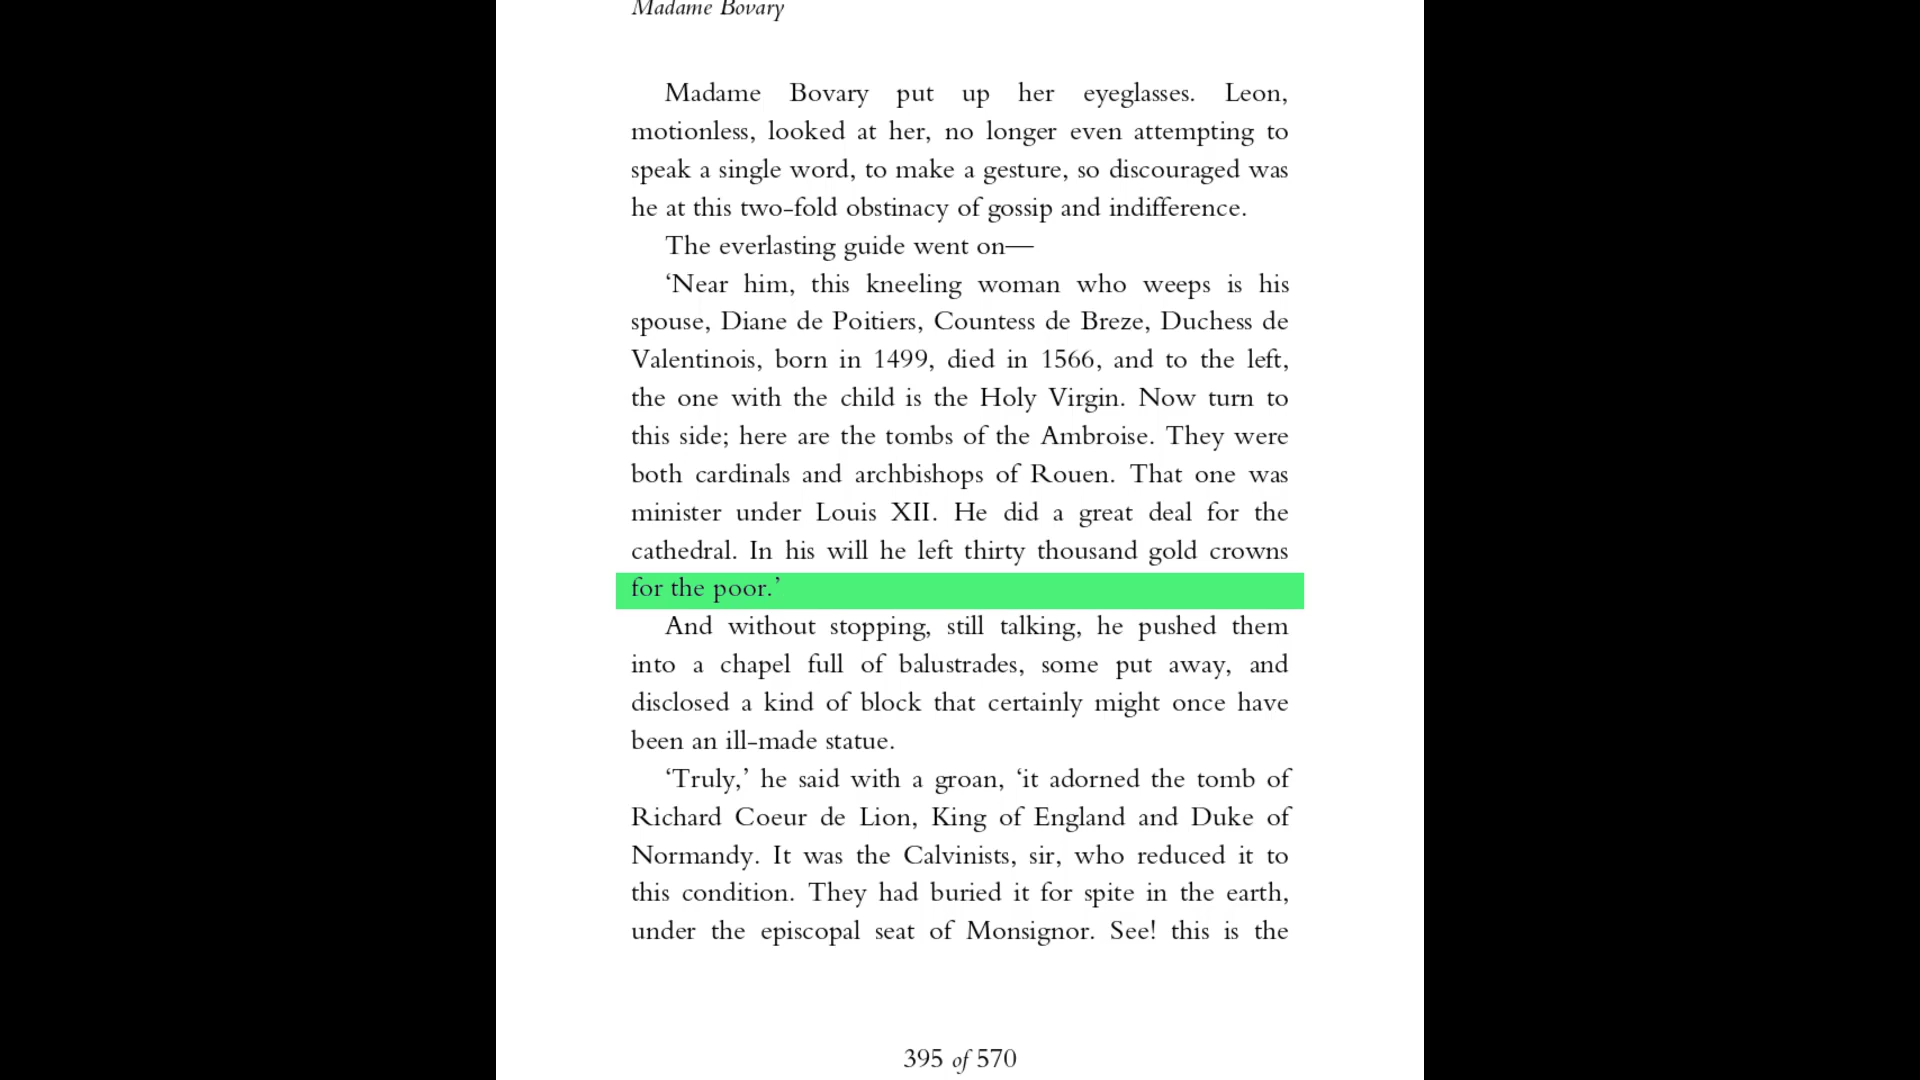 Madame Bovary
Madame Bovary put up her eyeglasses. Leon,
motionless, looked at her, no longer even attempting to
speak a single word, to make a gesture, so discouraged was
he at this two-fold obstinacy of gossip and indifference.
The everlasting guide went on—
‘Near him, this kneeling woman who weeps is his
spouse, Diane de Poitiers, Countess de Breze, Duchess de
Valentinois, born in 1499, died in 1566, and to the left,
the one with the child is the Holy Virgin. Now turn to
this side; here are the tombs of the Ambroise. They were
both cardinals and archbishops of Rouen. That one was
minister under Louis XII. He did a great deal for the
cathedral. In his will he left thirty thousand gold crowns
for the poor.’
And without stopping, still talking, he pushed them
into a chapel full of balustrades, some put away, and
disclosed a kind of block that certainly might once have
been an ill-made statue.
‘Truly,’ he said with a groan, ‘it adorned the tomb of
Richard Coeur de Lion, King of England and Duke of
Normandy. It was the Calvinists, sir, who reduced it to
this condition. They had buried it for spite in the earth,
under the episcopal seat of Monsignor. See! this is the
395 of 570